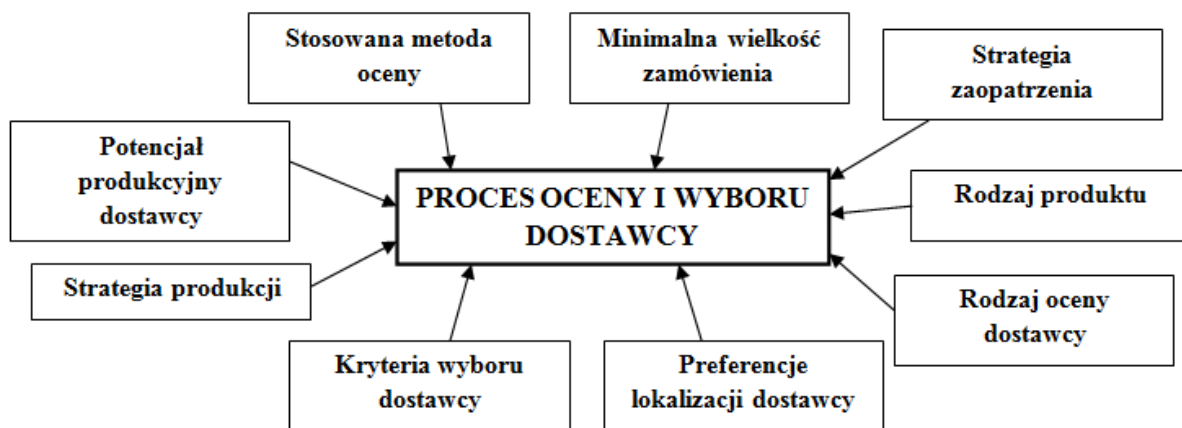 Stosowana metoda
oceny
Minimalna wielkość
zamówienia
Strategia
zaopatrzenia
Potencjał
produkcyjny
dostawcy
PROCES OCENY I WYBORU
DOSTAWCY
Rodzaj produktu
Strategia produkcji
Rodzaj oceny
dostawcy
Kryteria wyboru
dostawcy
Preferencje
lokalizacji dostawcy